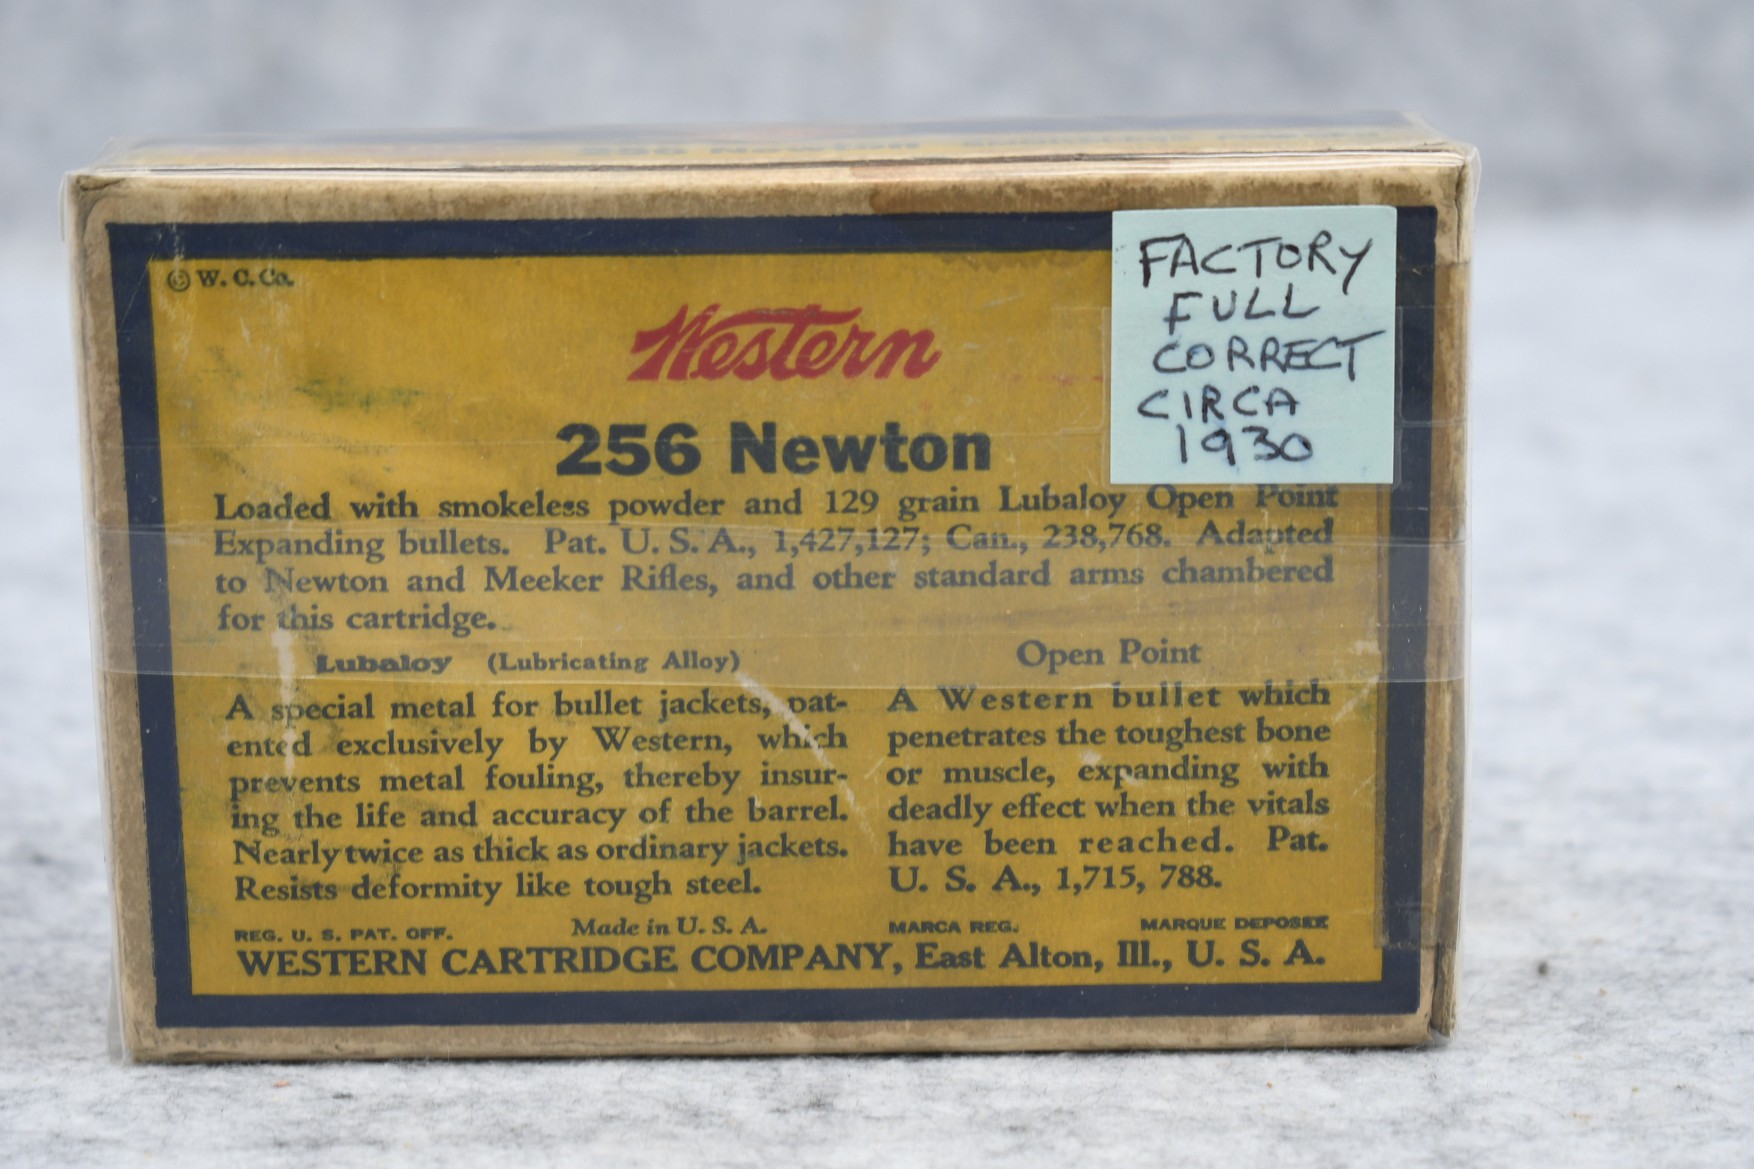 256 Newton
© W. C. Co.
FACTORY
FULL
CORRECT
CIRCA
1930
Western
256 Newton
Loaded with smokeless powder and 129 grain Lubaloy Open Point
Expanding bullets. Pat. U. S. A., 1,427,127; Can., 238,768. Adapted
to Newton and Meeker Rifles, and other standard arms chambered
for this cartridge.
Lubaloy (Lubricating Alloy)
A special metal for bullet jackets, pat-
ented exclusively by Western, which
prevents metal fouling, thereby insur-
ing the life and accuracy of the barrel.
Nearly twice as thick as ordinary jackets.
Resists deformity like tough steel.
Open Point
A Western bullet which
penetrates the toughest bone
or muscle, expanding with
deadly effect when the vitals
have been reached. Pat.
U. S. A., 1,715, 788.
REG. U. S. PAT. OFF. Made in U. S. A. MARCA REG. MARQUE DEPOSEE
WESTERN CARTRIDGE COMPANY, East Alton, Ill., U. S. A.